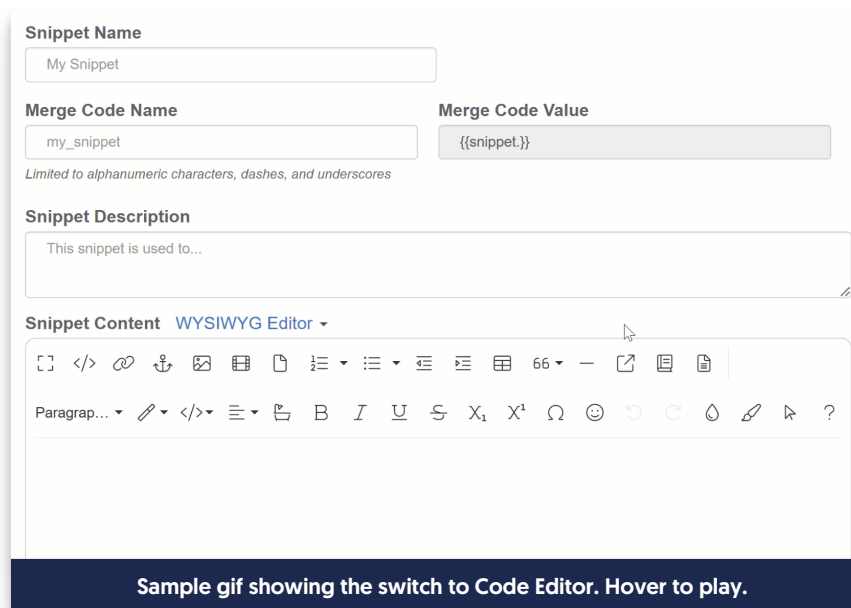 Snippet Name
My Snippet
Merge Code Name
Merge Code Value
my_snippet
{{snippet.}}
Limited to alphanumeric characters, dashes, and underscores
Snippet Description
This snippet is used to...
Snippet Content WYSIWYG Editor
66
Paragrap... </> B I U S X₁ X¹ Ω ?
Sample gif showing the switch to Code Editor. Hover to play.